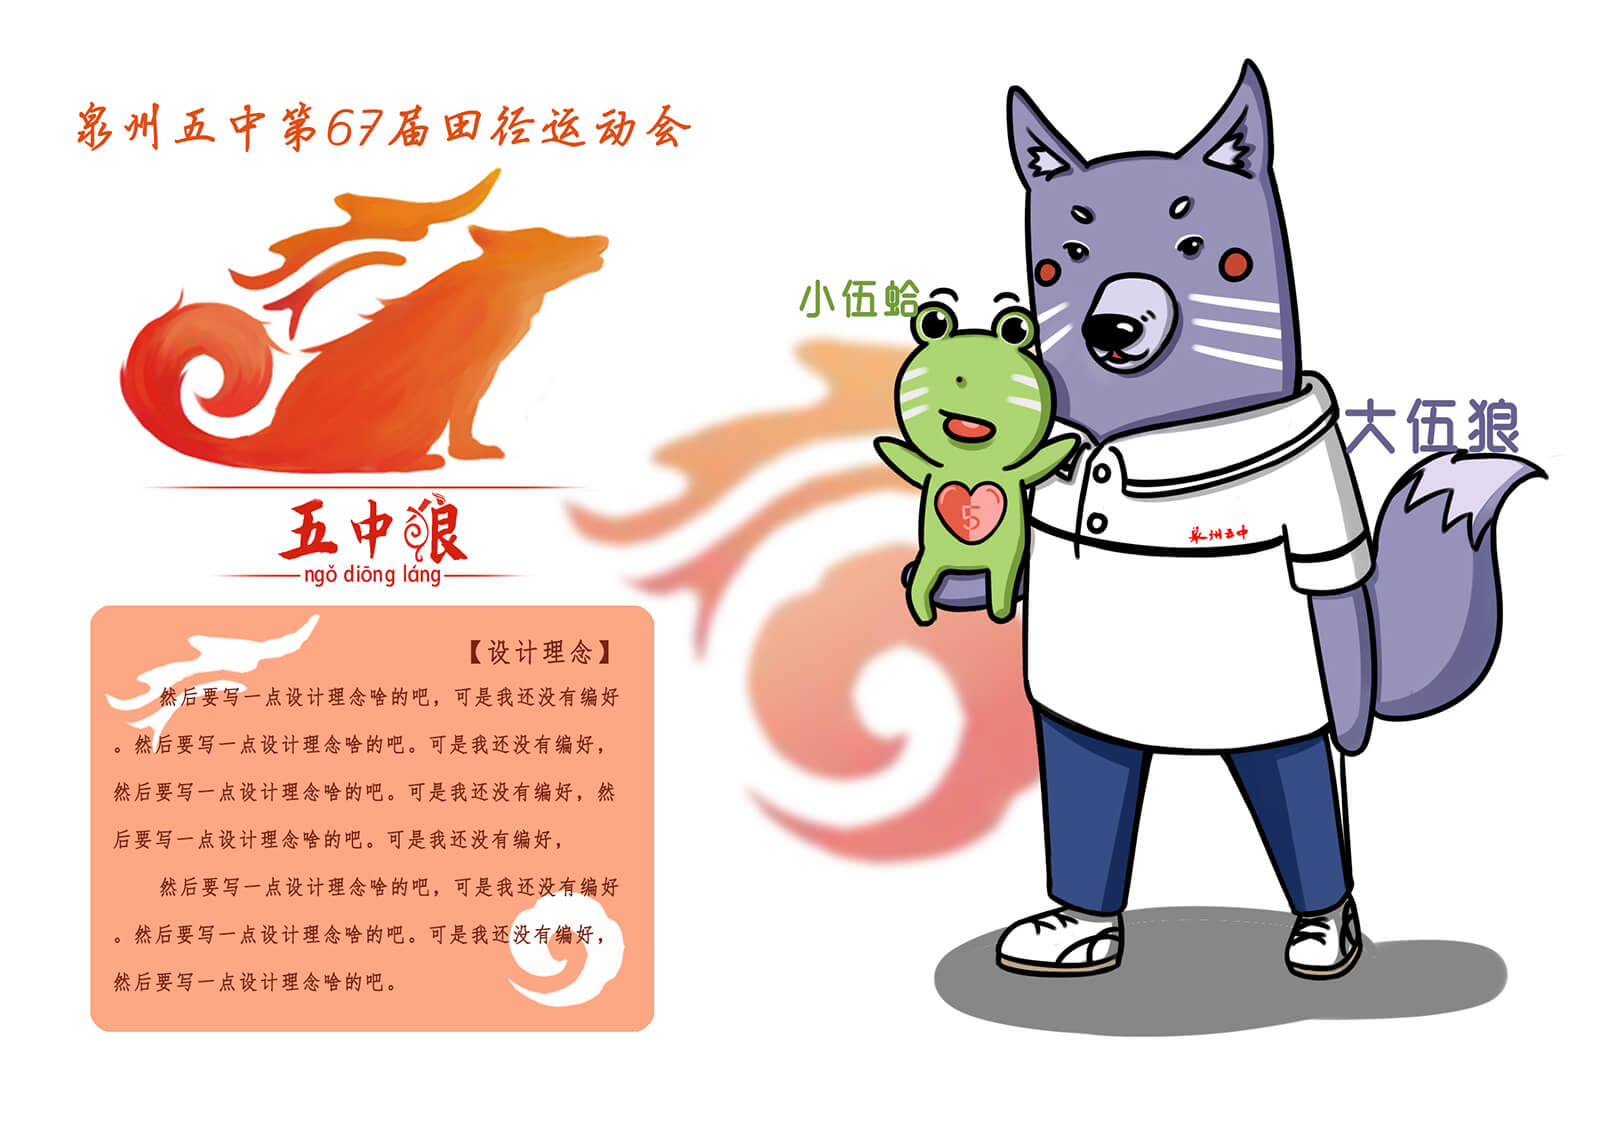 泉州五中第67届田径运动会
五中狼
ngǒ diōng láng
【设计理念】
然后要写一点设计理念啥的吧，可是我还没有编好
。然后要写一点设计理念啥的吧。可是我还没有编好，
然后要写一点设计理念啥的吧。可是我还没有编好，然
后要写一点设计理念啥的吧。可是我还没有编好，
然后要写一点设计理念啥的吧，可是我还没有编好
。然后要写一点设计理念啥的吧。可是我还没有编好，
然后要写一点设计理念啥的吧。
小伍蛤
大伍狼
5
泉州五中